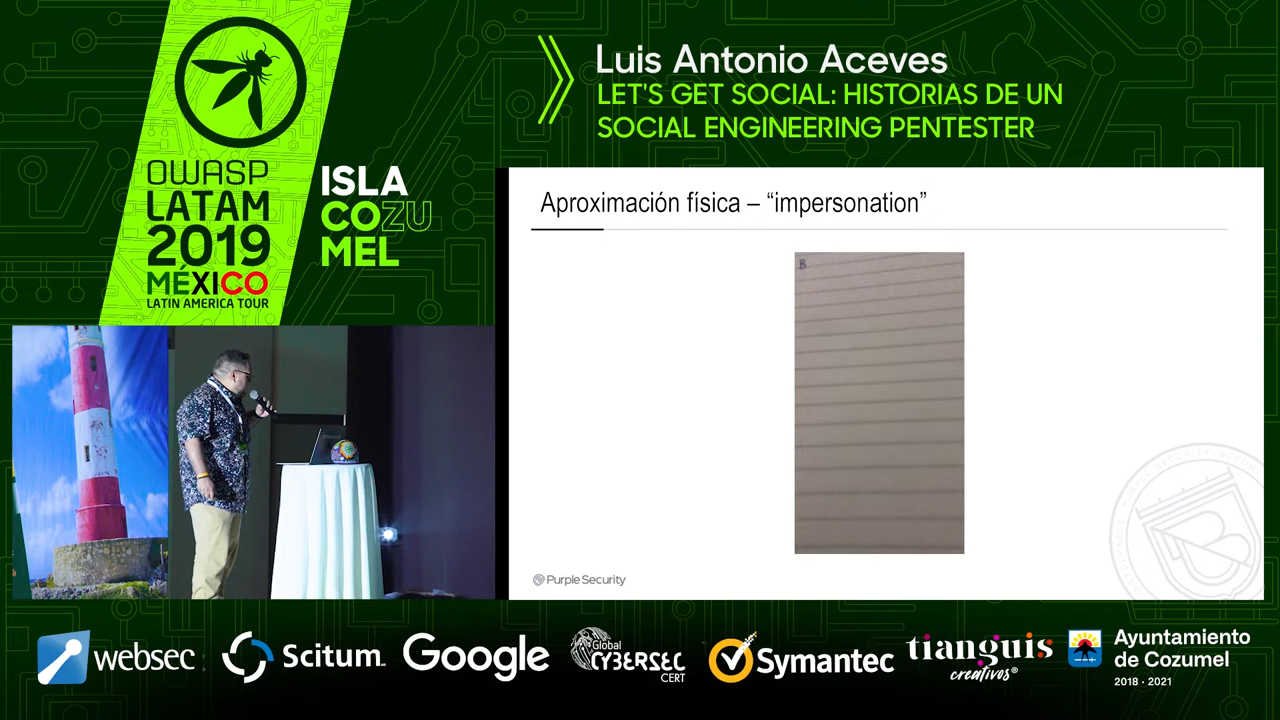 Luis Antonio Aceves
LET'S GET SOCIAL: HISTORIAS DE UN
SOCIAL ENGINEERING PENTESTER
OWASP
LATAM
2019
MÉXICO
LATIN AMERICA TOUR
ISLA
COZU
MEL
Aproximación física – “impersonation”
B
Purple Security
websec
Scitum
Google
Global
CYBERSEC
CERT
Symantec
tianguis
creativos®
Ayuntamiento
de Cozumel
2018 · 2021